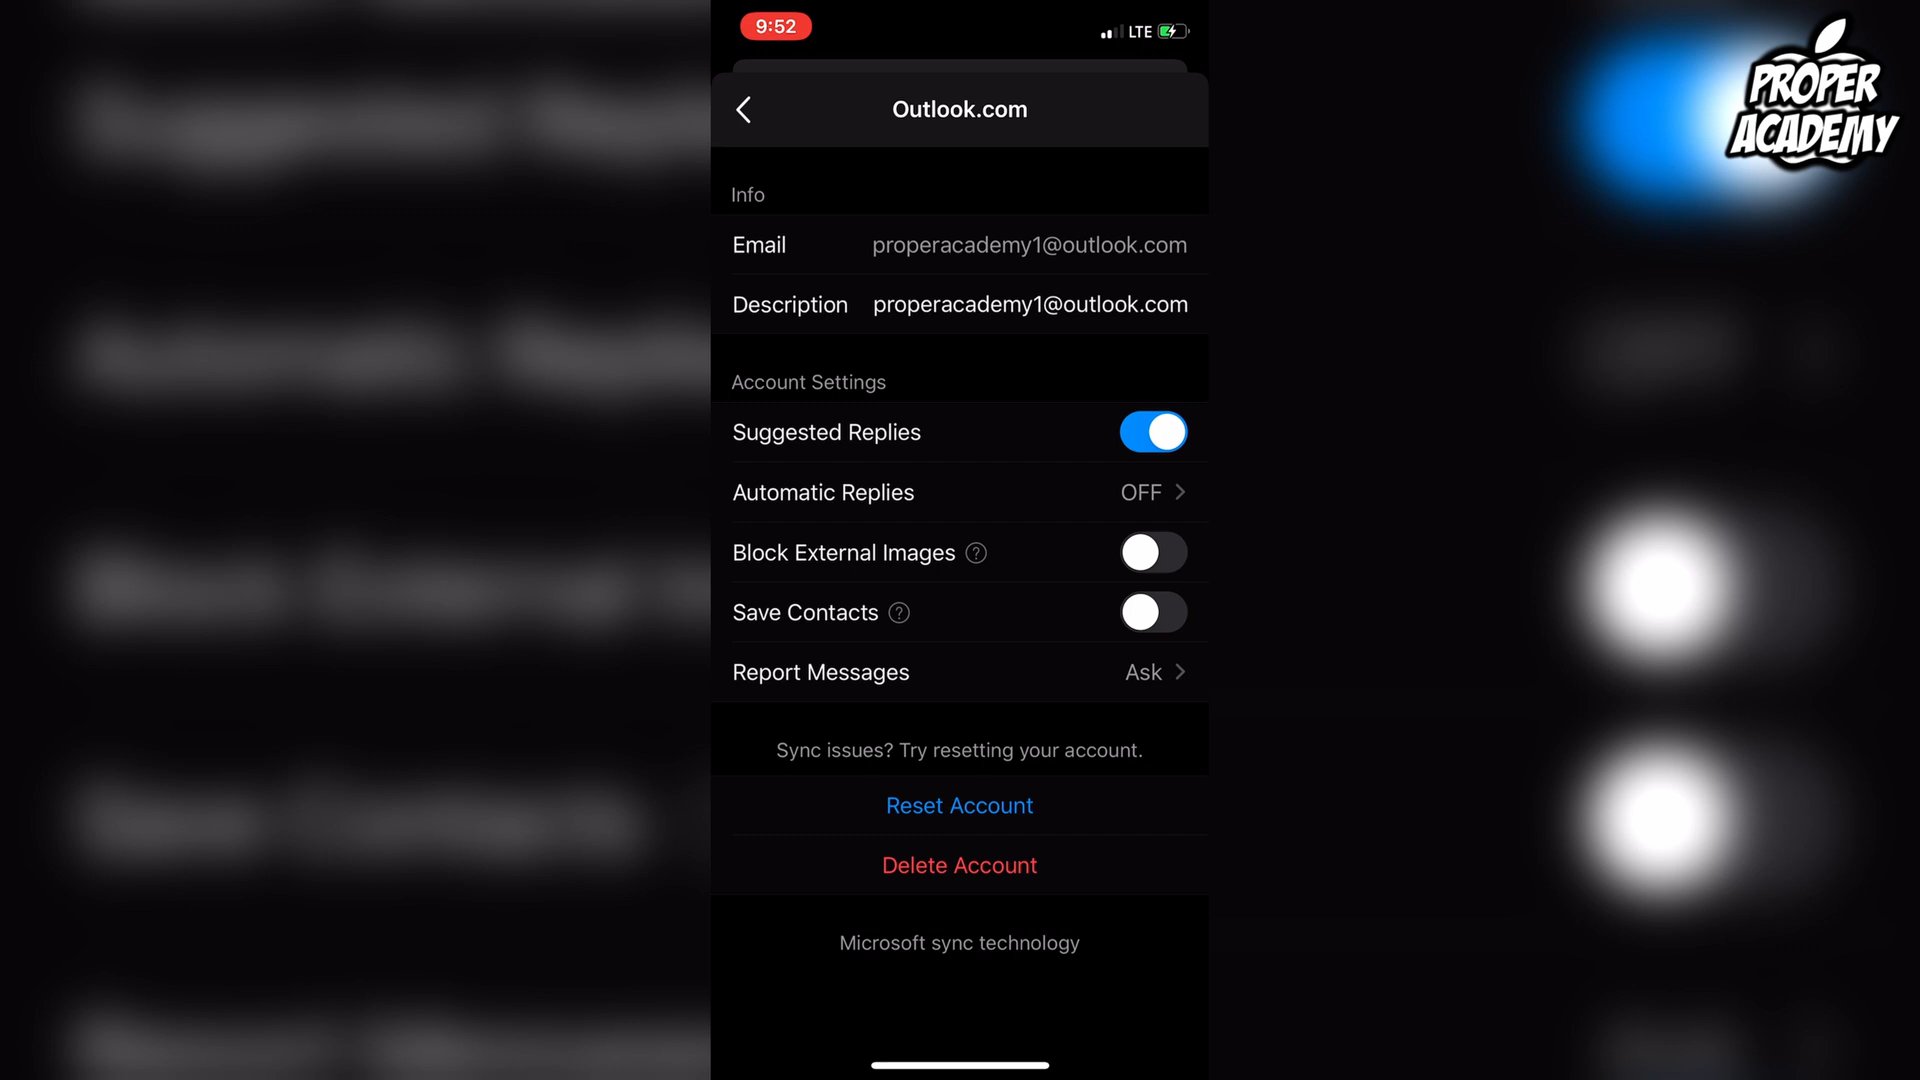 9:52
LTE
PROPER
ACADEMY
Outlook.com
Info
Email properacademy1@outlook.com
Description properacademy1@outlook.com
Account Settings
Suggested Replies
Automatic Replies OFF
Block External Images ?
Save Contacts ?
Report Messages Ask
Sync issues? Try resetting your account.
Reset Account
Delete Account
Microsoft sync technology